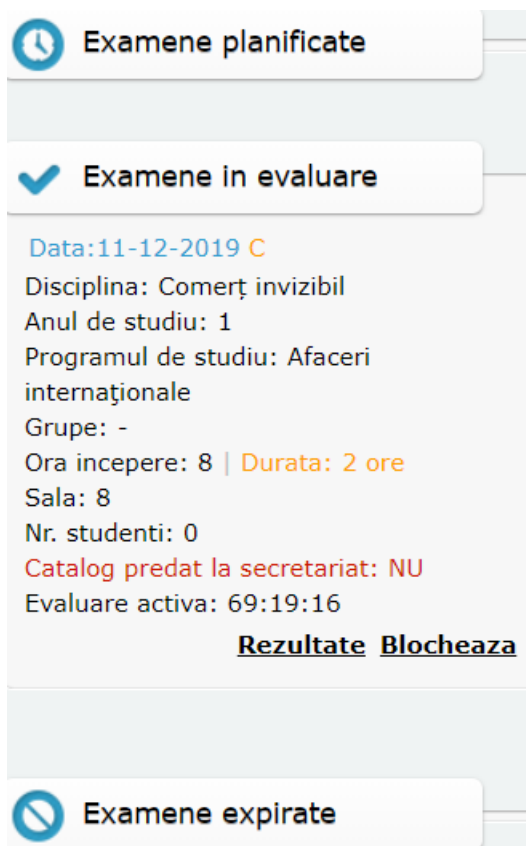 Examene planificate
Examene in evaluare
Data:11-12-2019 C
Disciplina: Comerț invizibil
Anul de studiu: 1
Programul de studiu: Afaceri
internaţionale
Grupe: -
Ora incepere: 8 | Durata: 2 ore
Sala: 8
Nr. studenti: 0
Catalog predat la secretariat: NU
Evaluare activa: 69:19:16
Rezultate Blocheaza
Examene expirate